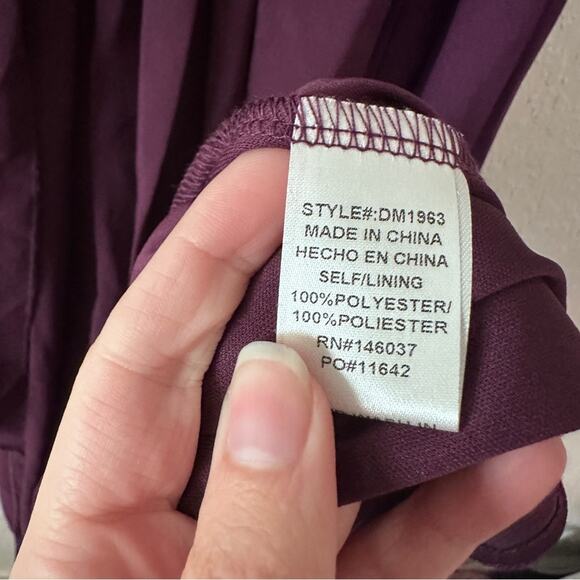 STYLE#:DM1963
MADE IN CHINA
HECHO EN CHINA
SELF/LINING
100%POLYESTER/
100%POLIESTER
RN#146037
PO#11642